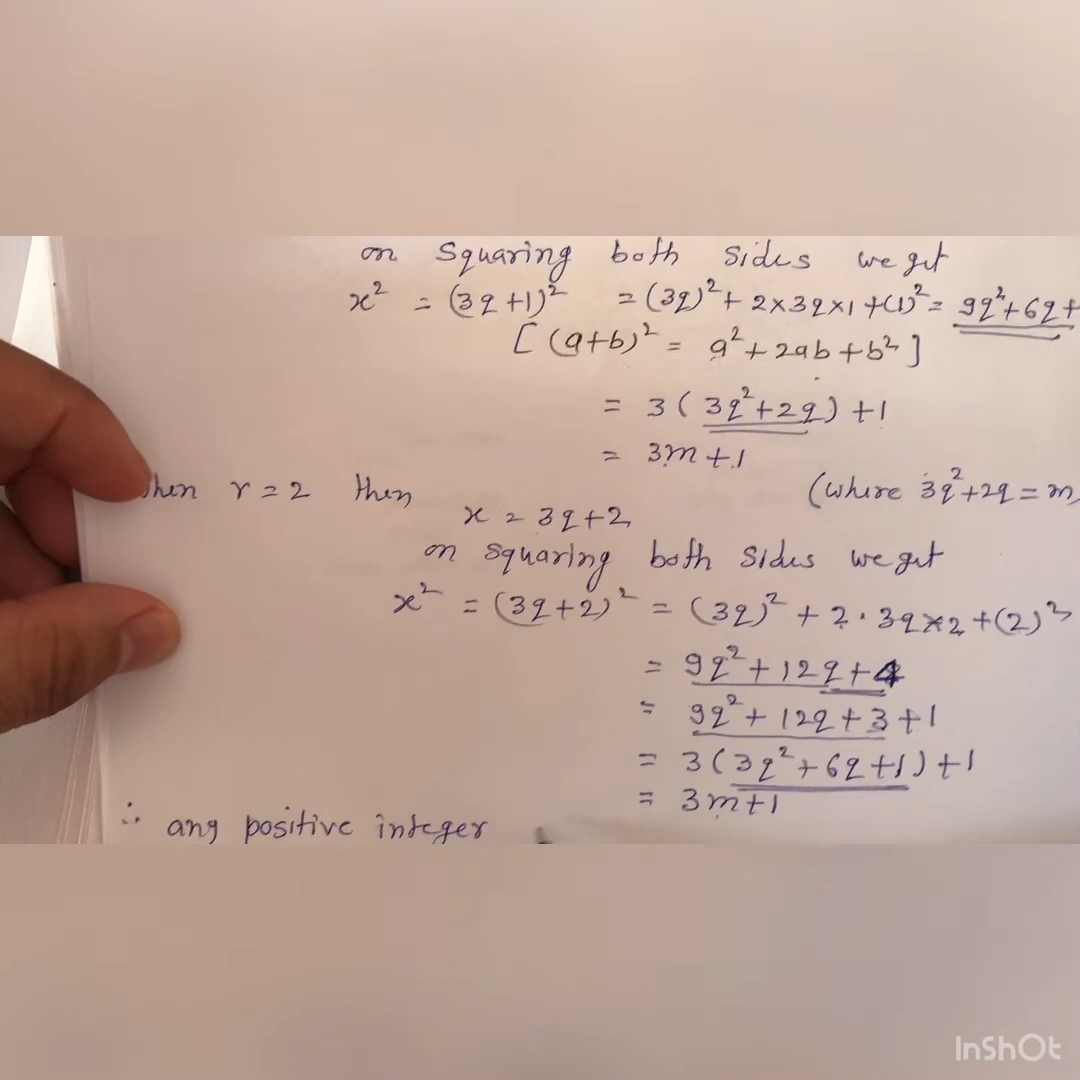 on Squaring both sides we get
x² = (3q+1)² = (3q)² + 2×3q×1 + (1)² = 9q²+6q+
[ (a+b)² = a² + 2ab + b² ]
= 3 ( 3q²+2q ) + 1
= 3m+1
(where 3q²+2q = m
hen r = 2 then
x = 3q+2
on squaring both sides we get
x² = (3q+2)² = (3q)² + 2 . 3q×2 + (2)²
= 9q² + 12q + 4
= 9q² + 12q + 3 + 1
= 3 ( 3q² + 6q + 1 ) + 1
= 3m+1
∴ any positive integer
InShOt